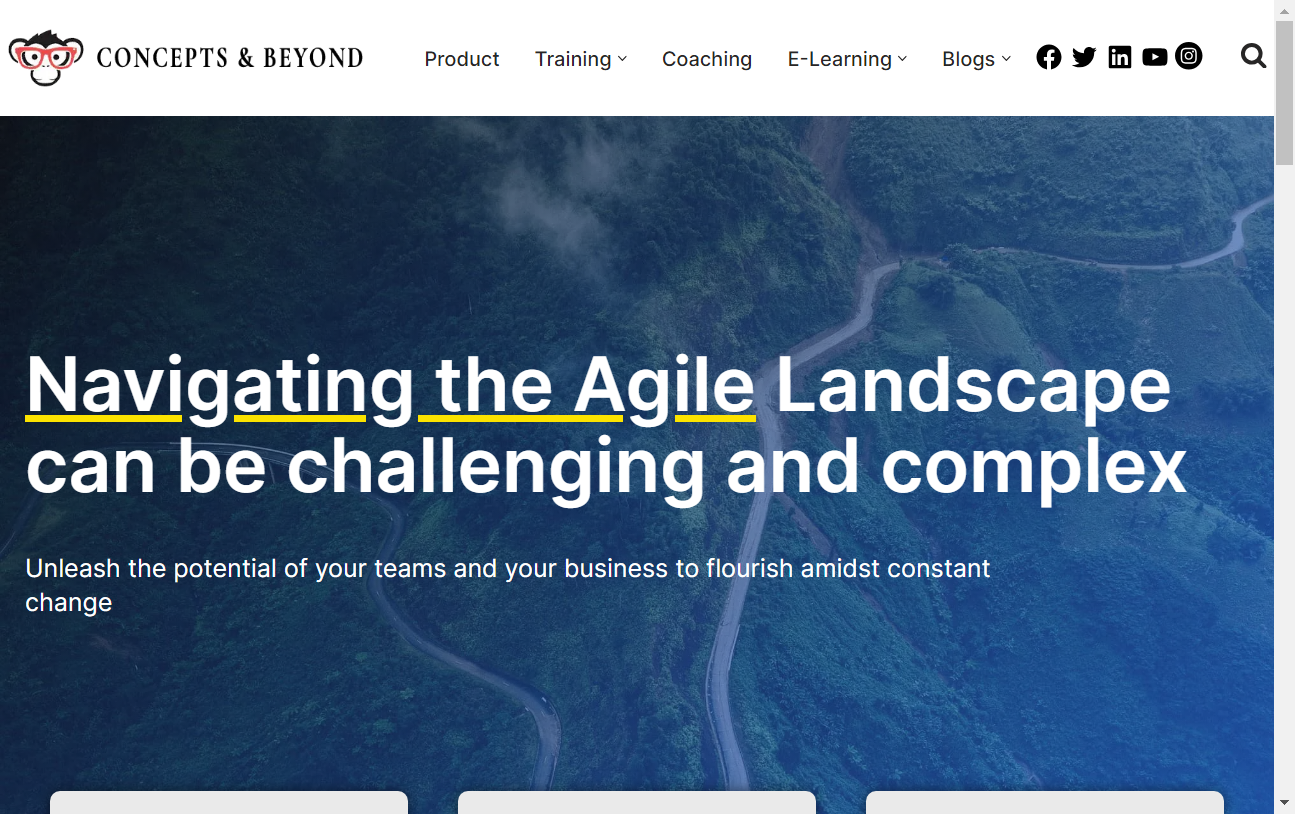 CONCEPTS & BEYOND
Product Training Coaching E-Learning Blogs
Navigating the Agile Landscape
can be challenging and complex
Unleash the potential of your teams and your business to flourish amidst constant
change